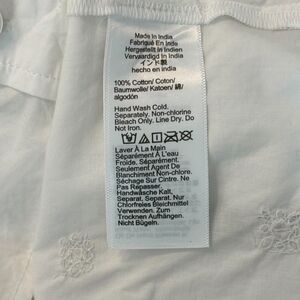 Made in India
Fabriqué En Inde
Hergestellt in Indien
Vervaardigd in India
インド製
hecho en india
100% Cotton/ Coton/
Baumwolle/ Katoen/ 綿/
algodón
Hand Wash Cold.
Separately. Non-chlorine
Bleach Only. Line Dry. Do
Not Iron.
Laver À La Main
Séparément À L'eau
Froide. Séparément.
Seulement Agent De
Blanchiment Non-chloré.
Séchage Sur Cintre. Ne
Pas Repasser.
Handwäsche Kalt.
Separat. Separat. Nur
Chlorfreies Bleichmittel
Verwenden. Zum
Trocknen Aufhängen.
Nicht Bügeln.